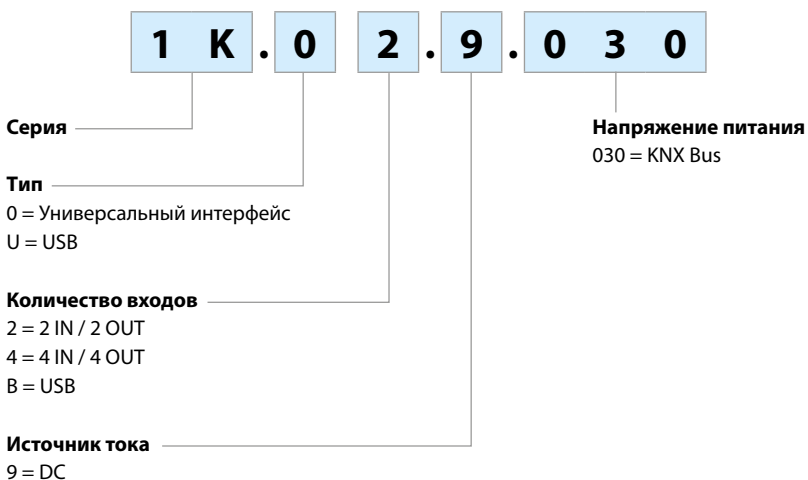 1 K . 0 2 . 9 . 0 3 0
Серия
Напряжение питания
030 = KNX Bus
Тип
0 = Универсальный интерфейс
U = USB
Количество входов
2 = 2 IN / 2 OUT
4 = 4 IN / 4 OUT
B = USB
Источник тока
9 = DC